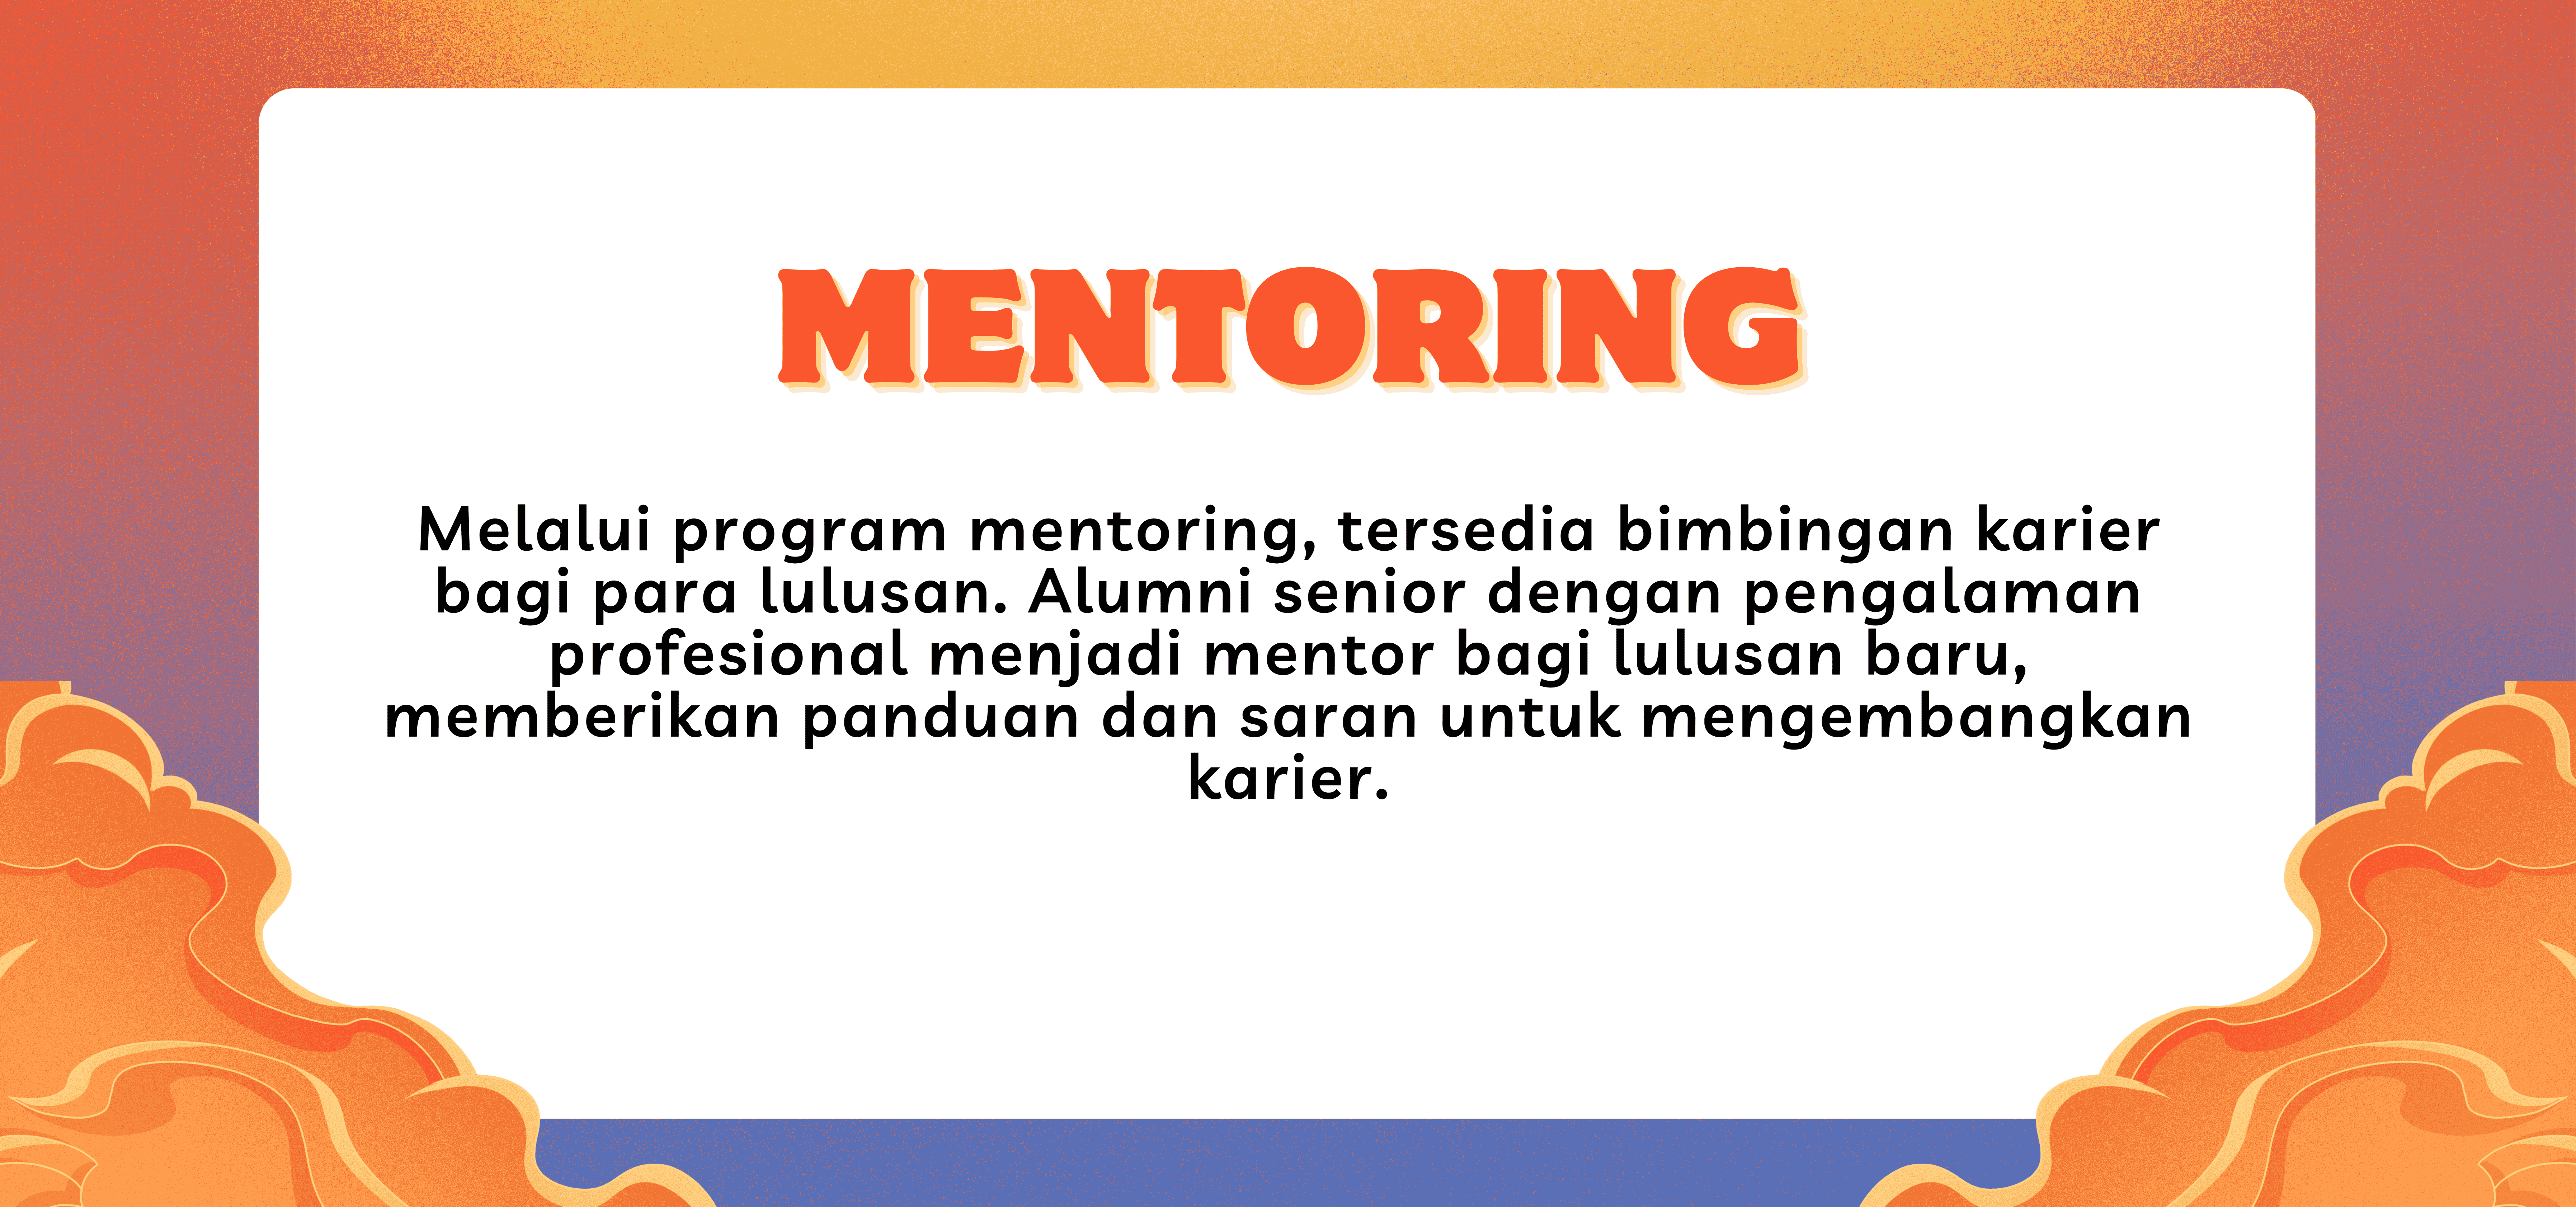 MENTORING
Melalui program mentoring, tersedia bimbingan karier
bagi para lulusan. Alumni senior dengan pengalaman
profesional menjadi mentor bagi lulusan baru,
memberikan panduan dan saran untuk mengembangkan
karier.